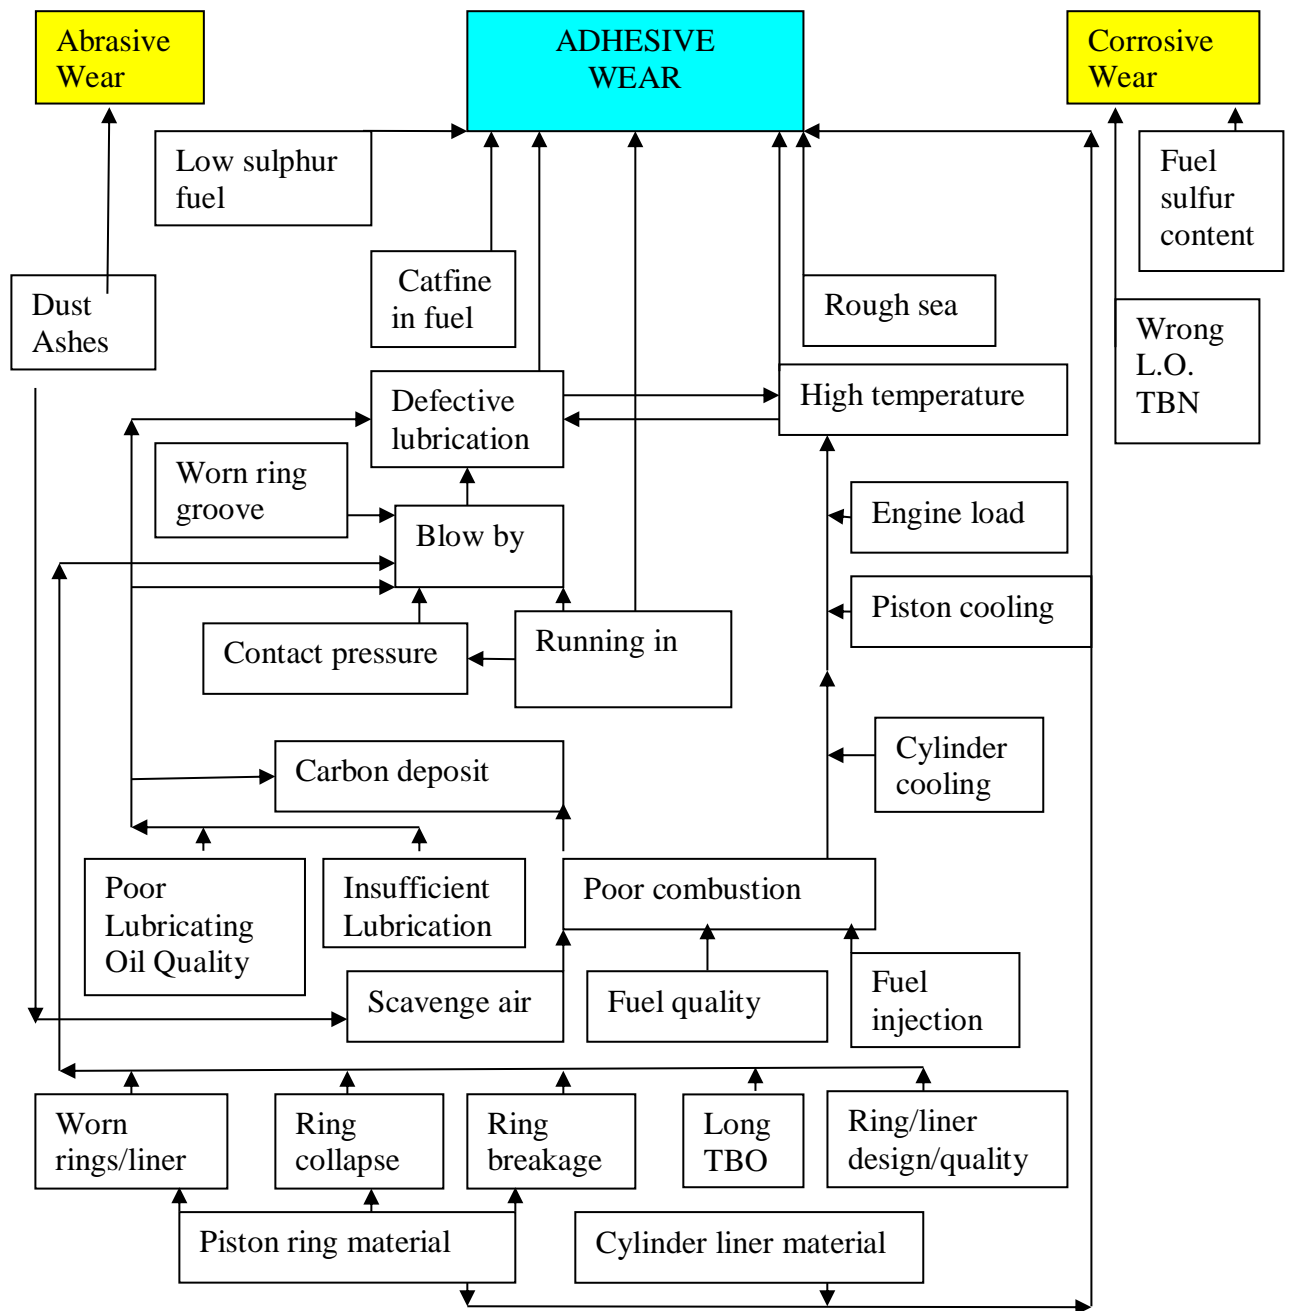 Abrasive
Wear
ADHESIVE
WEAR
Corrosive
Wear
Low sulphur
fuel
Fuel
sulfur
content
Catfine
in fuel
Dust
Ashes
Rough sea
Wrong
L.O.
TBN
Defective
lubrication
High temperature
Worn ring
groove
Blow by
Engine load
Piston cooling
Contact pressure
Running in
Carbon deposit
Cylinder
cooling
Poor
Lubricating
Oil Quality
Insufficient
Lubrication
Poor combustion
Scavenge air
Fuel quality
Fuel
injection
Worn
rings/liner
Ring
collapse
Ring
breakage
Long
TBO
Ring/liner
design/quality
Piston ring material
Cylinder liner material